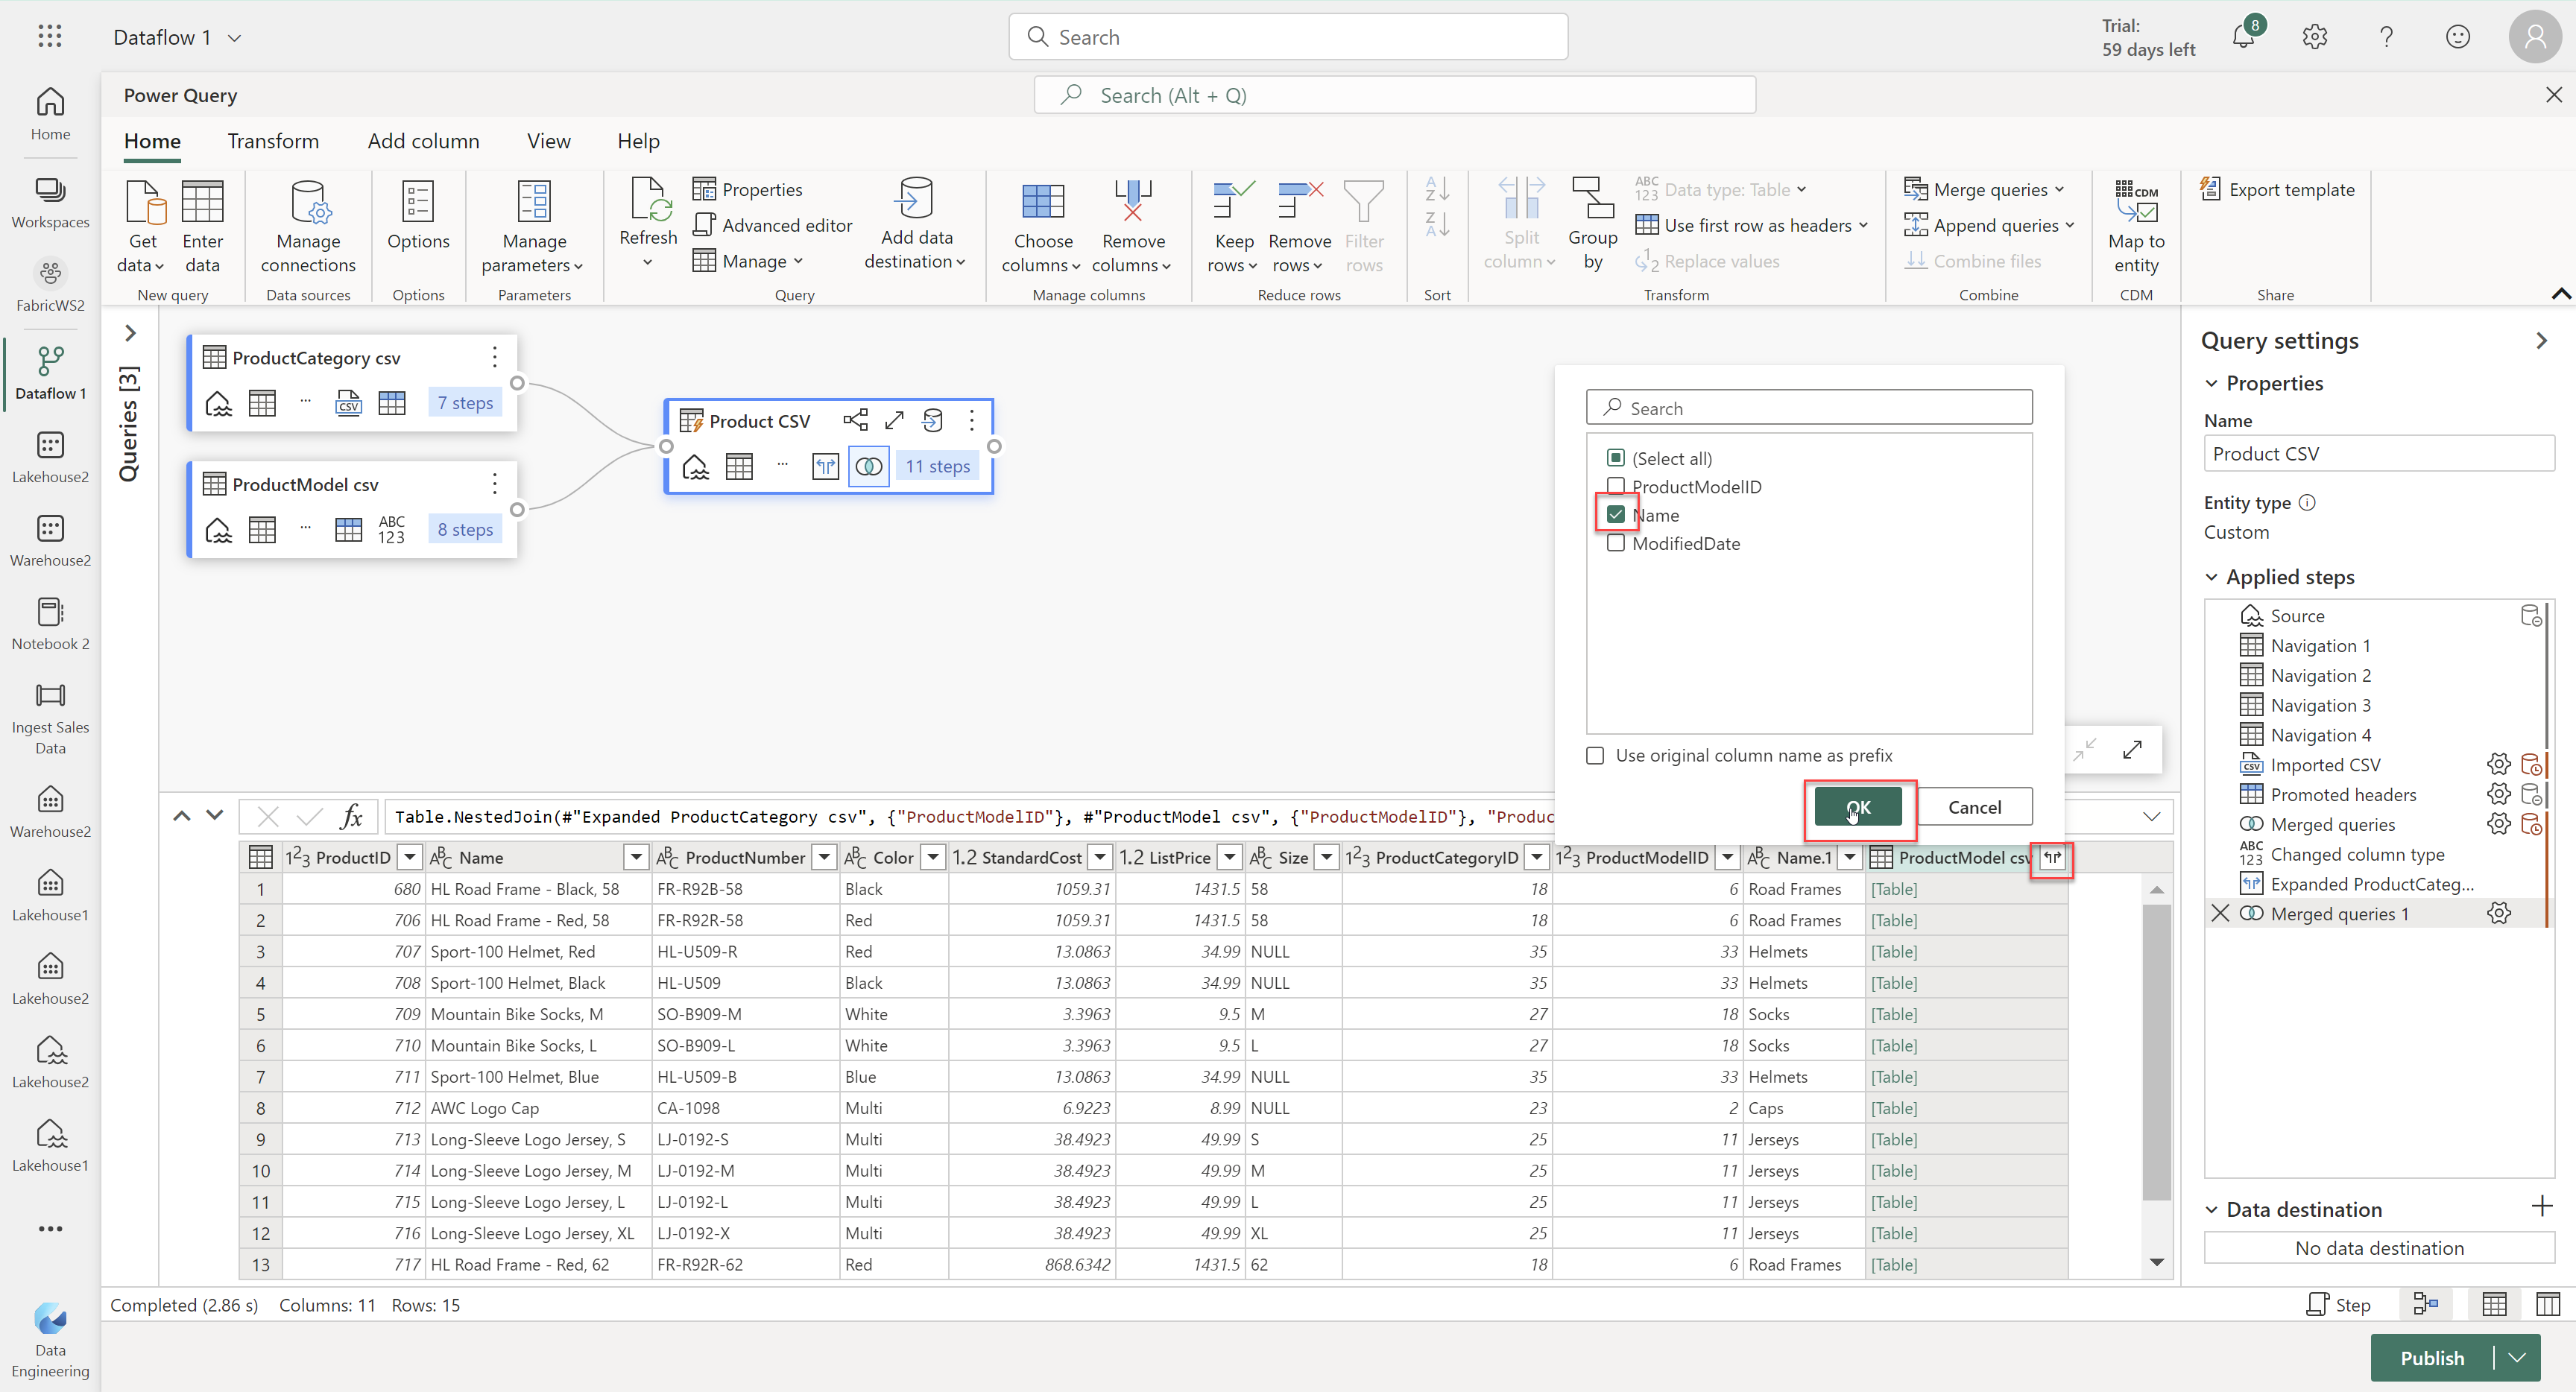 Dataflow 1
Search
Trial:
59 days left
8
Power Query
Search (Alt + Q)
Home
Transform
Add column
View
Help
Get data
Enter data
New query
Manage connections
Data sources
Options
Options
Manage parameters
Parameters
Refresh
Properties
Advanced editor
Manage
Add data destination
Query
Choose columns
Remove columns
Manage columns
Keep rows
Remove rows
Filter rows
Reduce rows
Sort
Split column
Group by
Data type: Table
Use first row as headers
Replace values
Transform
Merge queries
Append queries
Combine files
Combine
Map to entity
CDM
Export template
Share
Home
Workspaces
FabricWS2
Dataflow 1
Lakehouse2
Warehouse2
Notebook 2
Ingest Sales Data
Warehouse2
Lakehouse1
Lakehouse2
Lakehouse2
Lakehouse1
Data Engineering
Queries [3]
ProductCategory csv
7 steps
ProductModel csv
8 steps
Product CSV
11 steps
Search
(Select all)
ProductModelID
Name
ModifiedDate
Use original column name as prefix
OK
Cancel
Table.NestedJoin(#"Expanded ProductCategory csv", {"ProductModelID"}, #"ProductModel csv", {"ProductModelID"}, "Produc
ProductID Name ProductNumber Color StandardCost ListPrice Size ProductCategoryID ProductModelID Name.1 ProductModel csv
1 680 HL Road Frame - Black, 58 FR-R92B-58 Black 1059.31 1431.5 58 18 6 Road Frames [Table]
2 706 HL Road Frame - Red, 58 FR-R92R-58 Red 1059.31 1431.5 58 18 6 Road Frames [Table]
3 707 Sport-100 Helmet, Red HL-U509-R Red 13.0863 34.99 NULL 35 33 Helmets [Table]
4 708 Sport-100 Helmet, Black HL-U509 Black 13.0863 34.99 NULL 35 33 Helmets [Table]
5 709 Mountain Bike Socks, M SO-B909-M White 3.3963 9.5 M 27 18 Socks [Table]
6 710 Mountain Bike Socks, L SO-B909-L White 3.3963 9.5 L 27 18 Socks [Table]
7 711 Sport-100 Helmet, Blue HL-U509-B Blue 13.0863 34.99 NULL 35 33 Helmets [Table]
8 712 AWC Logo Cap CA-1098 Multi 6.9223 8.99 NULL 23 2 Caps [Table]
9 713 Long-Sleeve Logo Jersey, S LJ-0192-S Multi 38.4923 49.99 S 25 11 Jerseys [Table]
10 714 Long-Sleeve Logo Jersey, M LJ-0192-M Multi 38.4923 49.99 M 25 11 Jerseys [Table]
11 715 Long-Sleeve Logo Jersey, L LJ-0192-L Multi 38.4923 49.99 L 25 11 Jerseys [Table]
12 716 Long-Sleeve Logo Jersey, XL LJ-0192-X Multi 38.4923 49.99 XL 25 11 Jerseys [Table]
13 717 HL Road Frame - Red, 62 FR-R92R-62 Red 868.6342 1431.5 62 18 6 Road Frames [Table]
Completed (2.86 s) Columns: 11 Rows: 15
Step
Query settings
Properties
Name
Product CSV
Entity type
Custom
Applied steps
Source
Navigation 1
Navigation 2
Navigation 3
Navigation 4
Imported CSV
Promoted headers
Merged queries
Changed column type
Expanded ProductCateg...
Merged queries 1
Data destination
No data destination
Publish